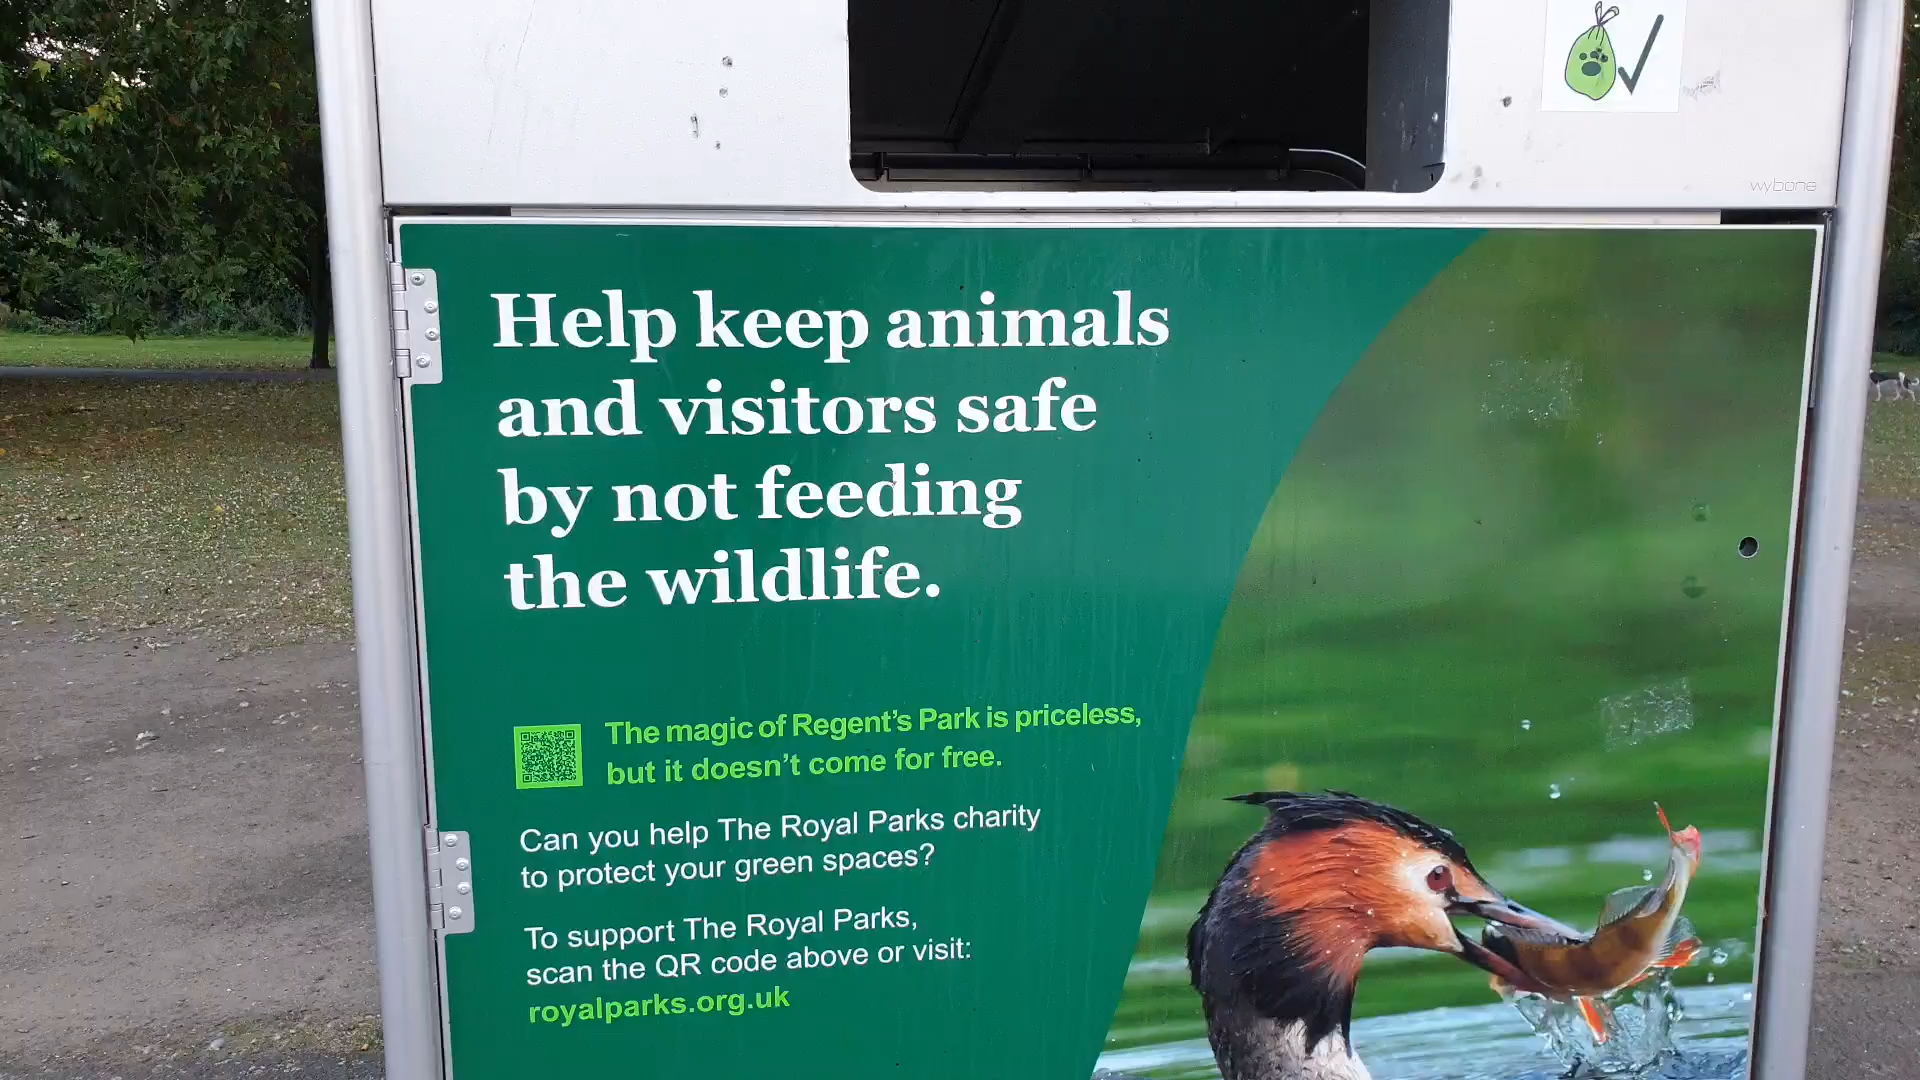 wybone
Help keep animals
and visitors safe
by not feeding
the wildlife.
The magic of Regent's Park is priceless,
but it doesn't come for free.
Can you help The Royal Parks charity
to protect your green spaces?
To support The Royal Parks,
scan the QR code above or visit:
royalparks.org.uk